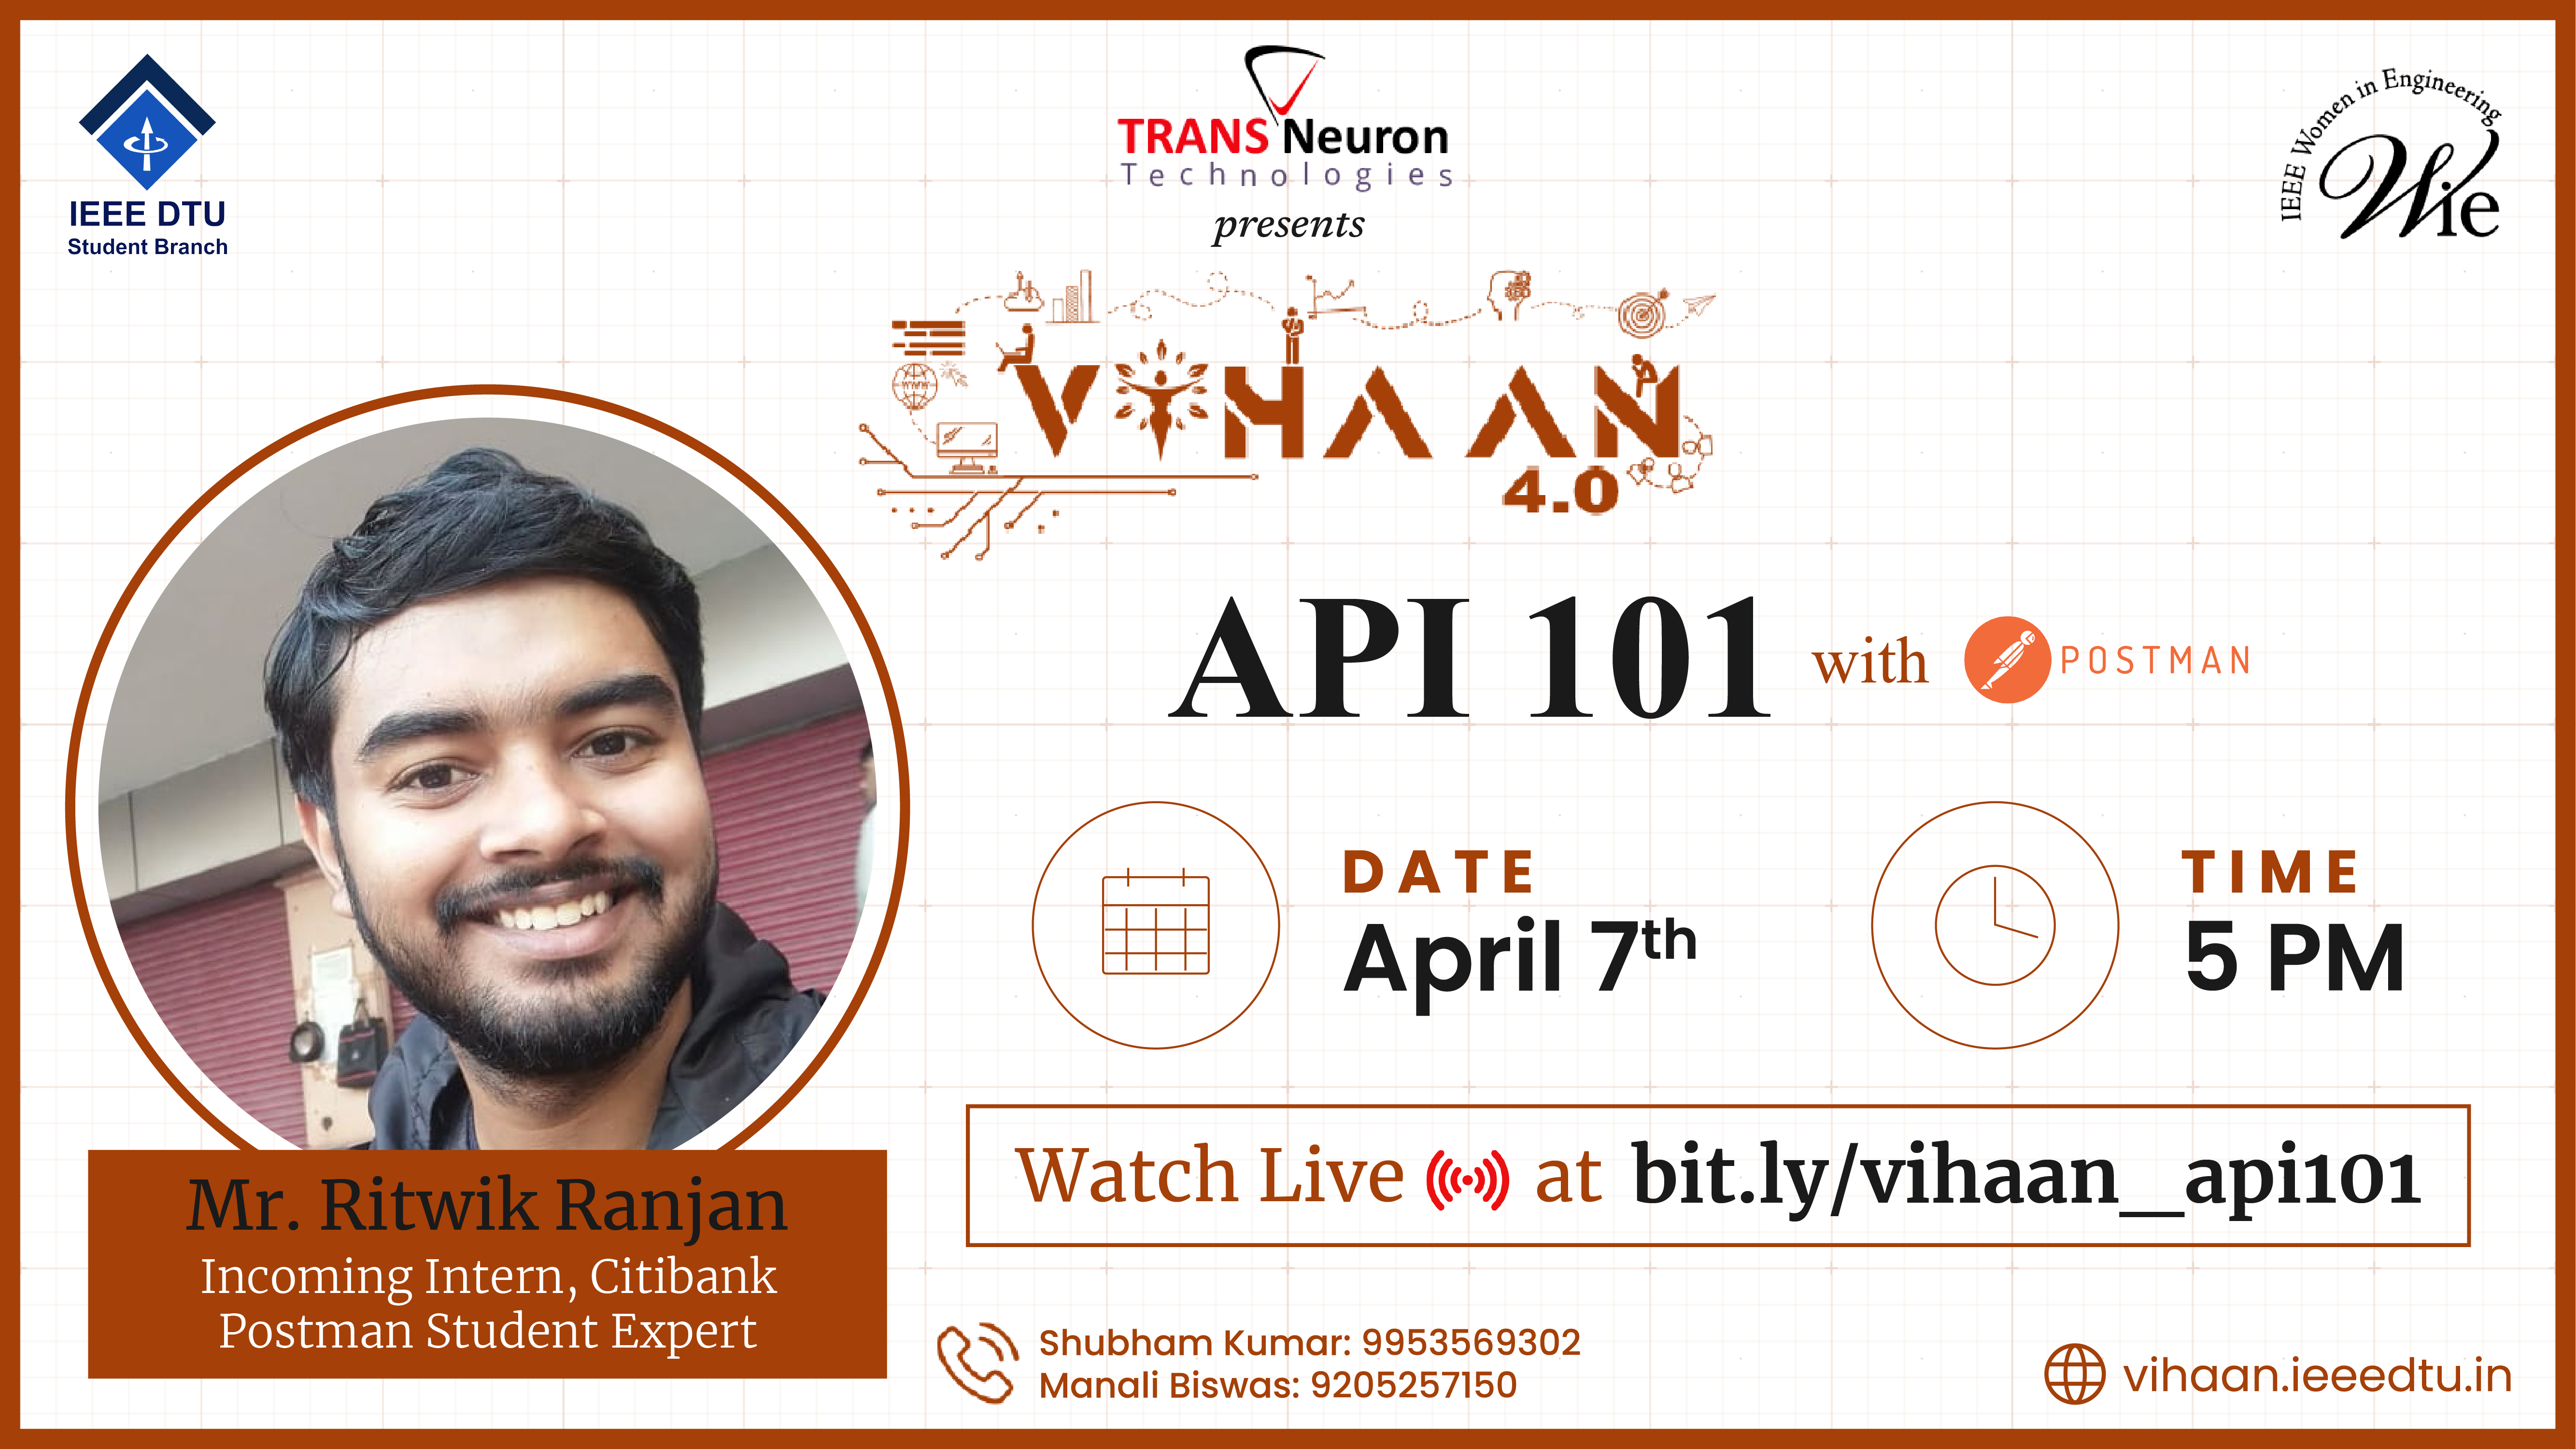 IEEE DTU
Student Branch
TRANS Neuron
Technologies
presents
IEEE Women in Engineering
Wie
www
VIHAAN
4.0
API 101 with POSTMAN
DATE
April 7th
TIME
5 PM
Watch Live at bit.ly/vihaan__api101
Mr. Ritwik Ranjan
Incoming Intern, Citibank
Postman Student Expert
Shubham Kumar: 9953569302
Manali Biswas: 9205257150
vihaan.ieeedtu.in